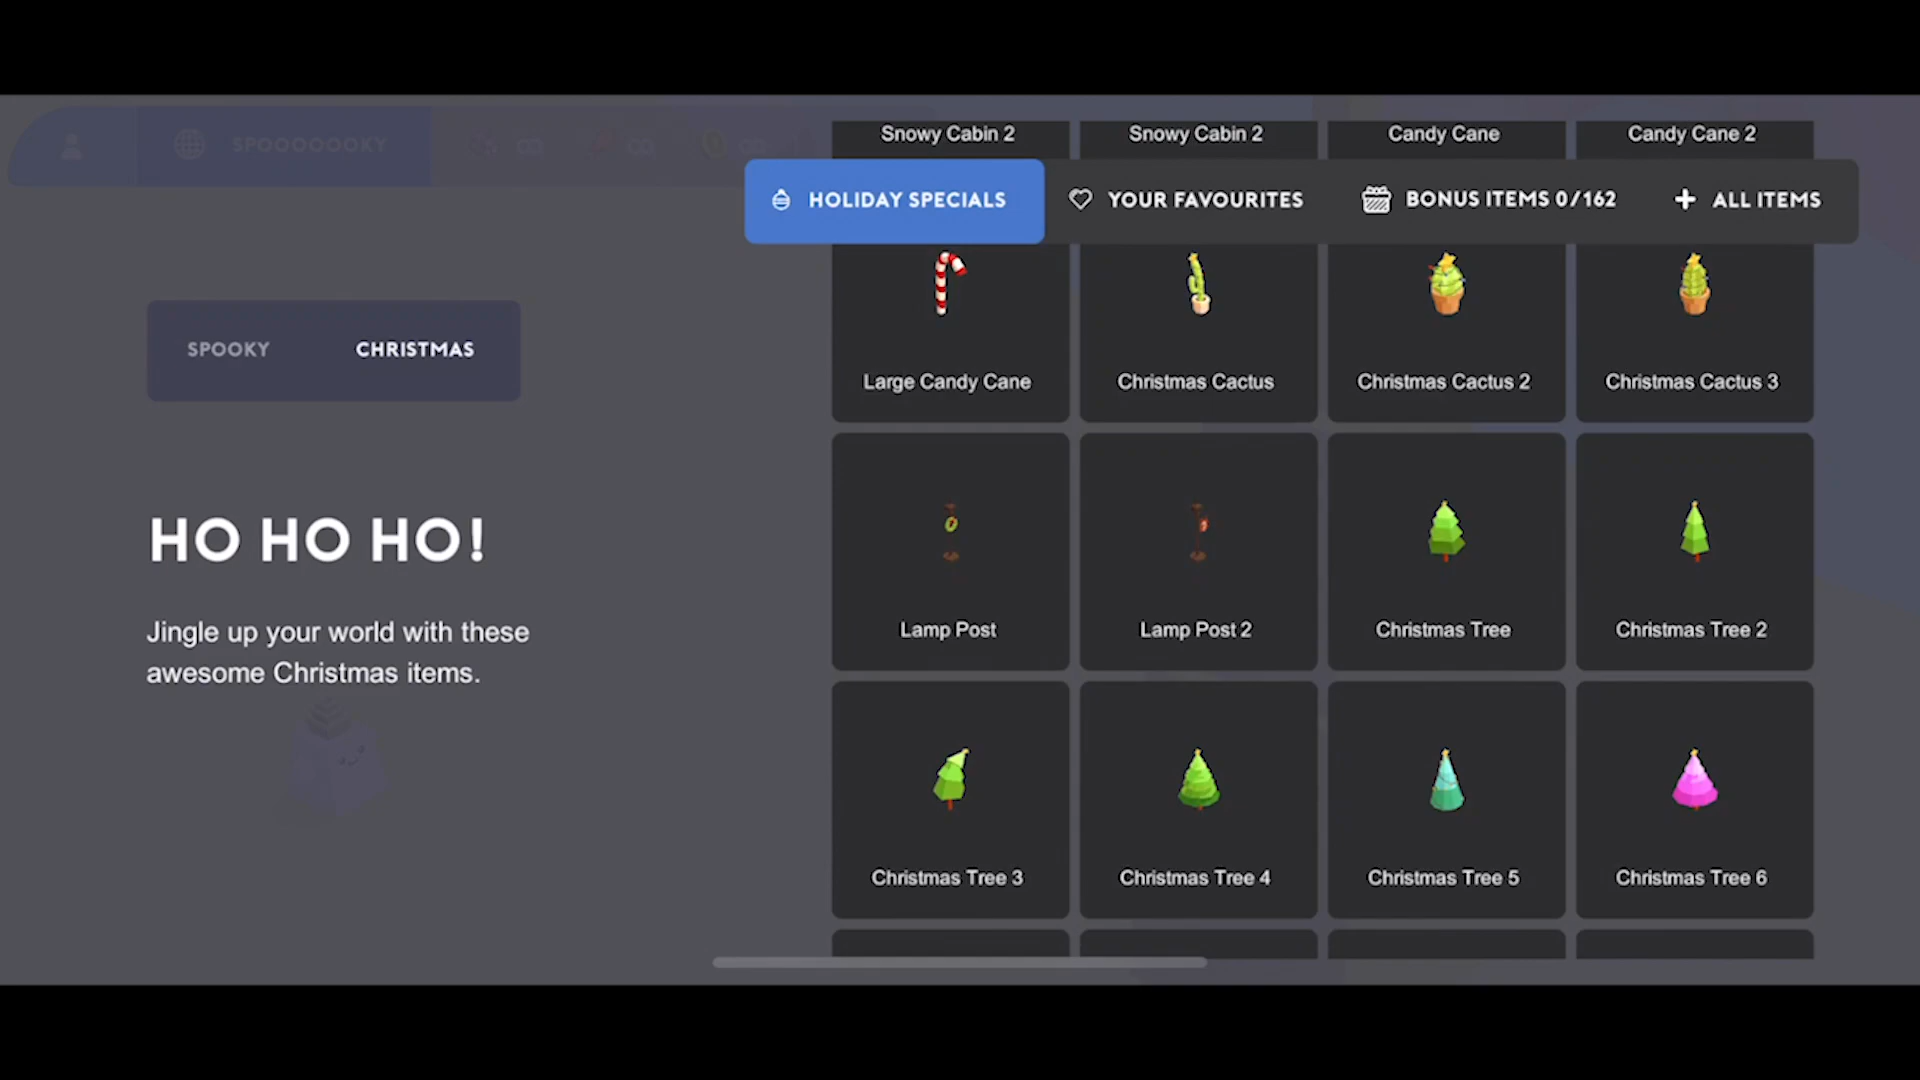 SPOOOOOOKY
Snowy Cabin 2
Snowy Cabin 2
Candy Cane
Candy Cane 2
HOLIDAY SPECIALS
YOUR FAVOURITES
BONUS ITEMS 0/162
ALL ITEMS
SPOOKY
CHRISTMAS
Large Candy Cane
Christmas Cactus
Christmas Cactus 2
Christmas Cactus 3
HO HO HO!
Jingle up your world with these
awesome Christmas items.
Lamp Post
Lamp Post 2
Christmas Tree
Christmas Tree 2
Christmas Tree 3
Christmas Tree 4
Christmas Tree 5
Christmas Tree 6